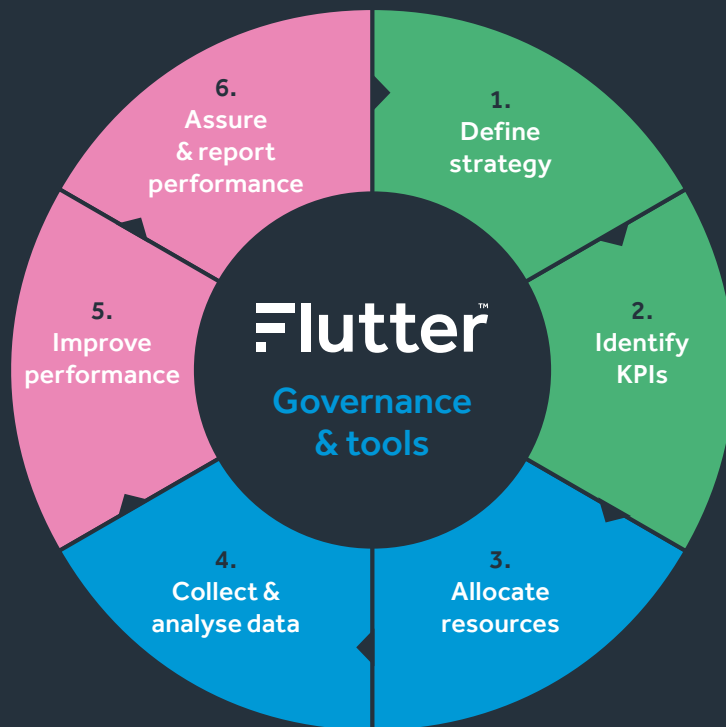 1.
Define
strategy
2.
Identify
KPIs
3.
Allocate
resources
4.
Collect &
analyse data
5.
Improve
performance
6.
Assure
& report
performance
Flutter™
Governance
& tools